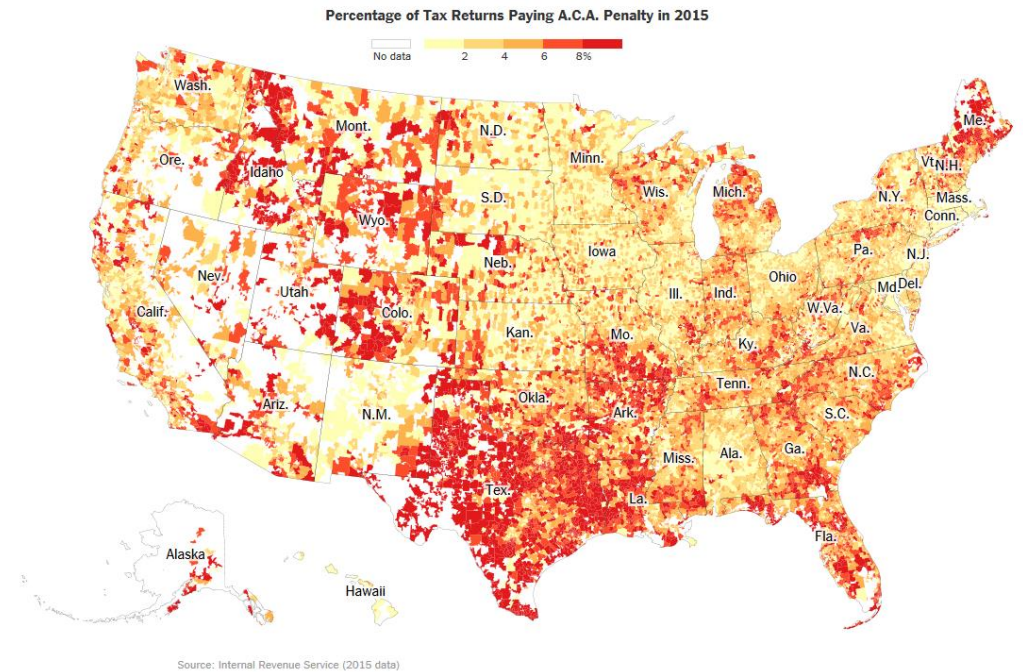 Percentage of Tax Returns Paying A.C.A. Penalty in 2015
No data 2 4 6 8%
Wash.
Mont.
N.D.
Minn.
Me.
Ore.
Idaho
Wis.
Mich.
Vt.
N.H.
S.D.
N.Y.
Mass.
Wyo.
Conn.
Neb.
Iowa
Pa.
N.J.
Nev.
Utah
Ill.
Ind.
Ohio
Md.
Del.
Calif.
Colo.
W.Va.
Kan.
Mo.
Ky.
Va.
Ariz.
N.M.
Okla.
Ark.
Tenn.
N.C.
S.C.
Miss.
Ala.
Ga.
Tex.
La.
Fla.
Alaska
Hawaii
Source: Internal Revenue Service (2015 data)